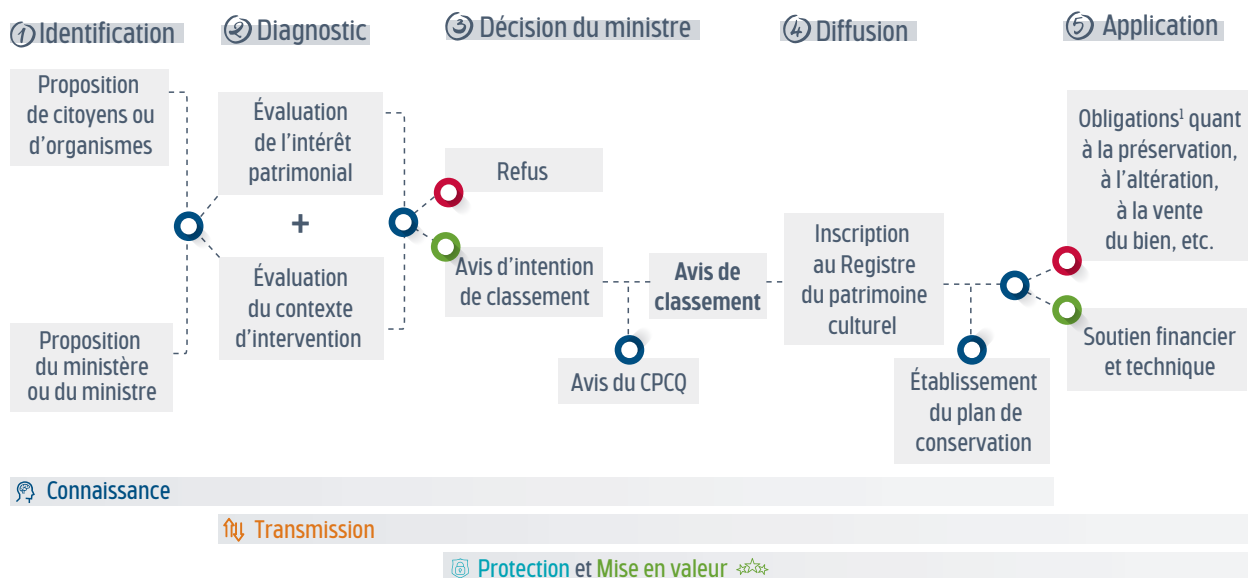 1 Identification
2 Diagnostic
3 Décision du ministre
4 Diffusion
5 Application
Proposition
de citoyens ou
d'organismes
Proposition
du ministère
ou du ministre
Évaluation
de l'intérêt
patrimonial
+
Évaluation
du contexte
d'intervention
Refus
Avis d'intention
de classement
Avis du CPCQ
Avis de
classement
Inscription
au Registre
du patrimoine
culturel
Établissement
du plan de
conservation
Obligations¹ quant
à la préservation,
à l'altération,
à la vente
du bien, etc.
Soutien financier
et technique
Connaissance
Transmission
Protection et Mise en valeur